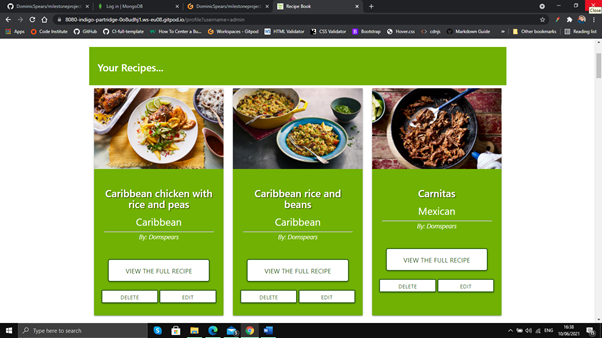 DominicSpears/milestoneproject
Log in | MongoDB
DominicSpears/milestoneproject
Recipe Book
Close
8080-indigo-partridge-0o8udhj1.ws-eu08.gitpod.io/profile?username=admin
Apps
Code Institute
GitHub
CI-full-template
How To Center a Bu...
Workspaces - Gitpod
HTML Validator
CSS Validator
Bootstrap
Hover.css
cdnjs
Markdown Guide
»
Other bookmarks
Reading list
Your Recipes...
Caribbean chicken with
rice and peas
Caribbean
By: Domspears
VIEW THE FULL RECIPE
DELETE
EDIT
Caribbean rice and
beans
Caribbean
By: Domspears
VIEW THE FULL RECIPE
DELETE
EDIT
Carnitas
Mexican
By: Domspears
VIEW THE FULL RECIPE
DELETE
EDIT
Type here to search
16:38
10/06/2021